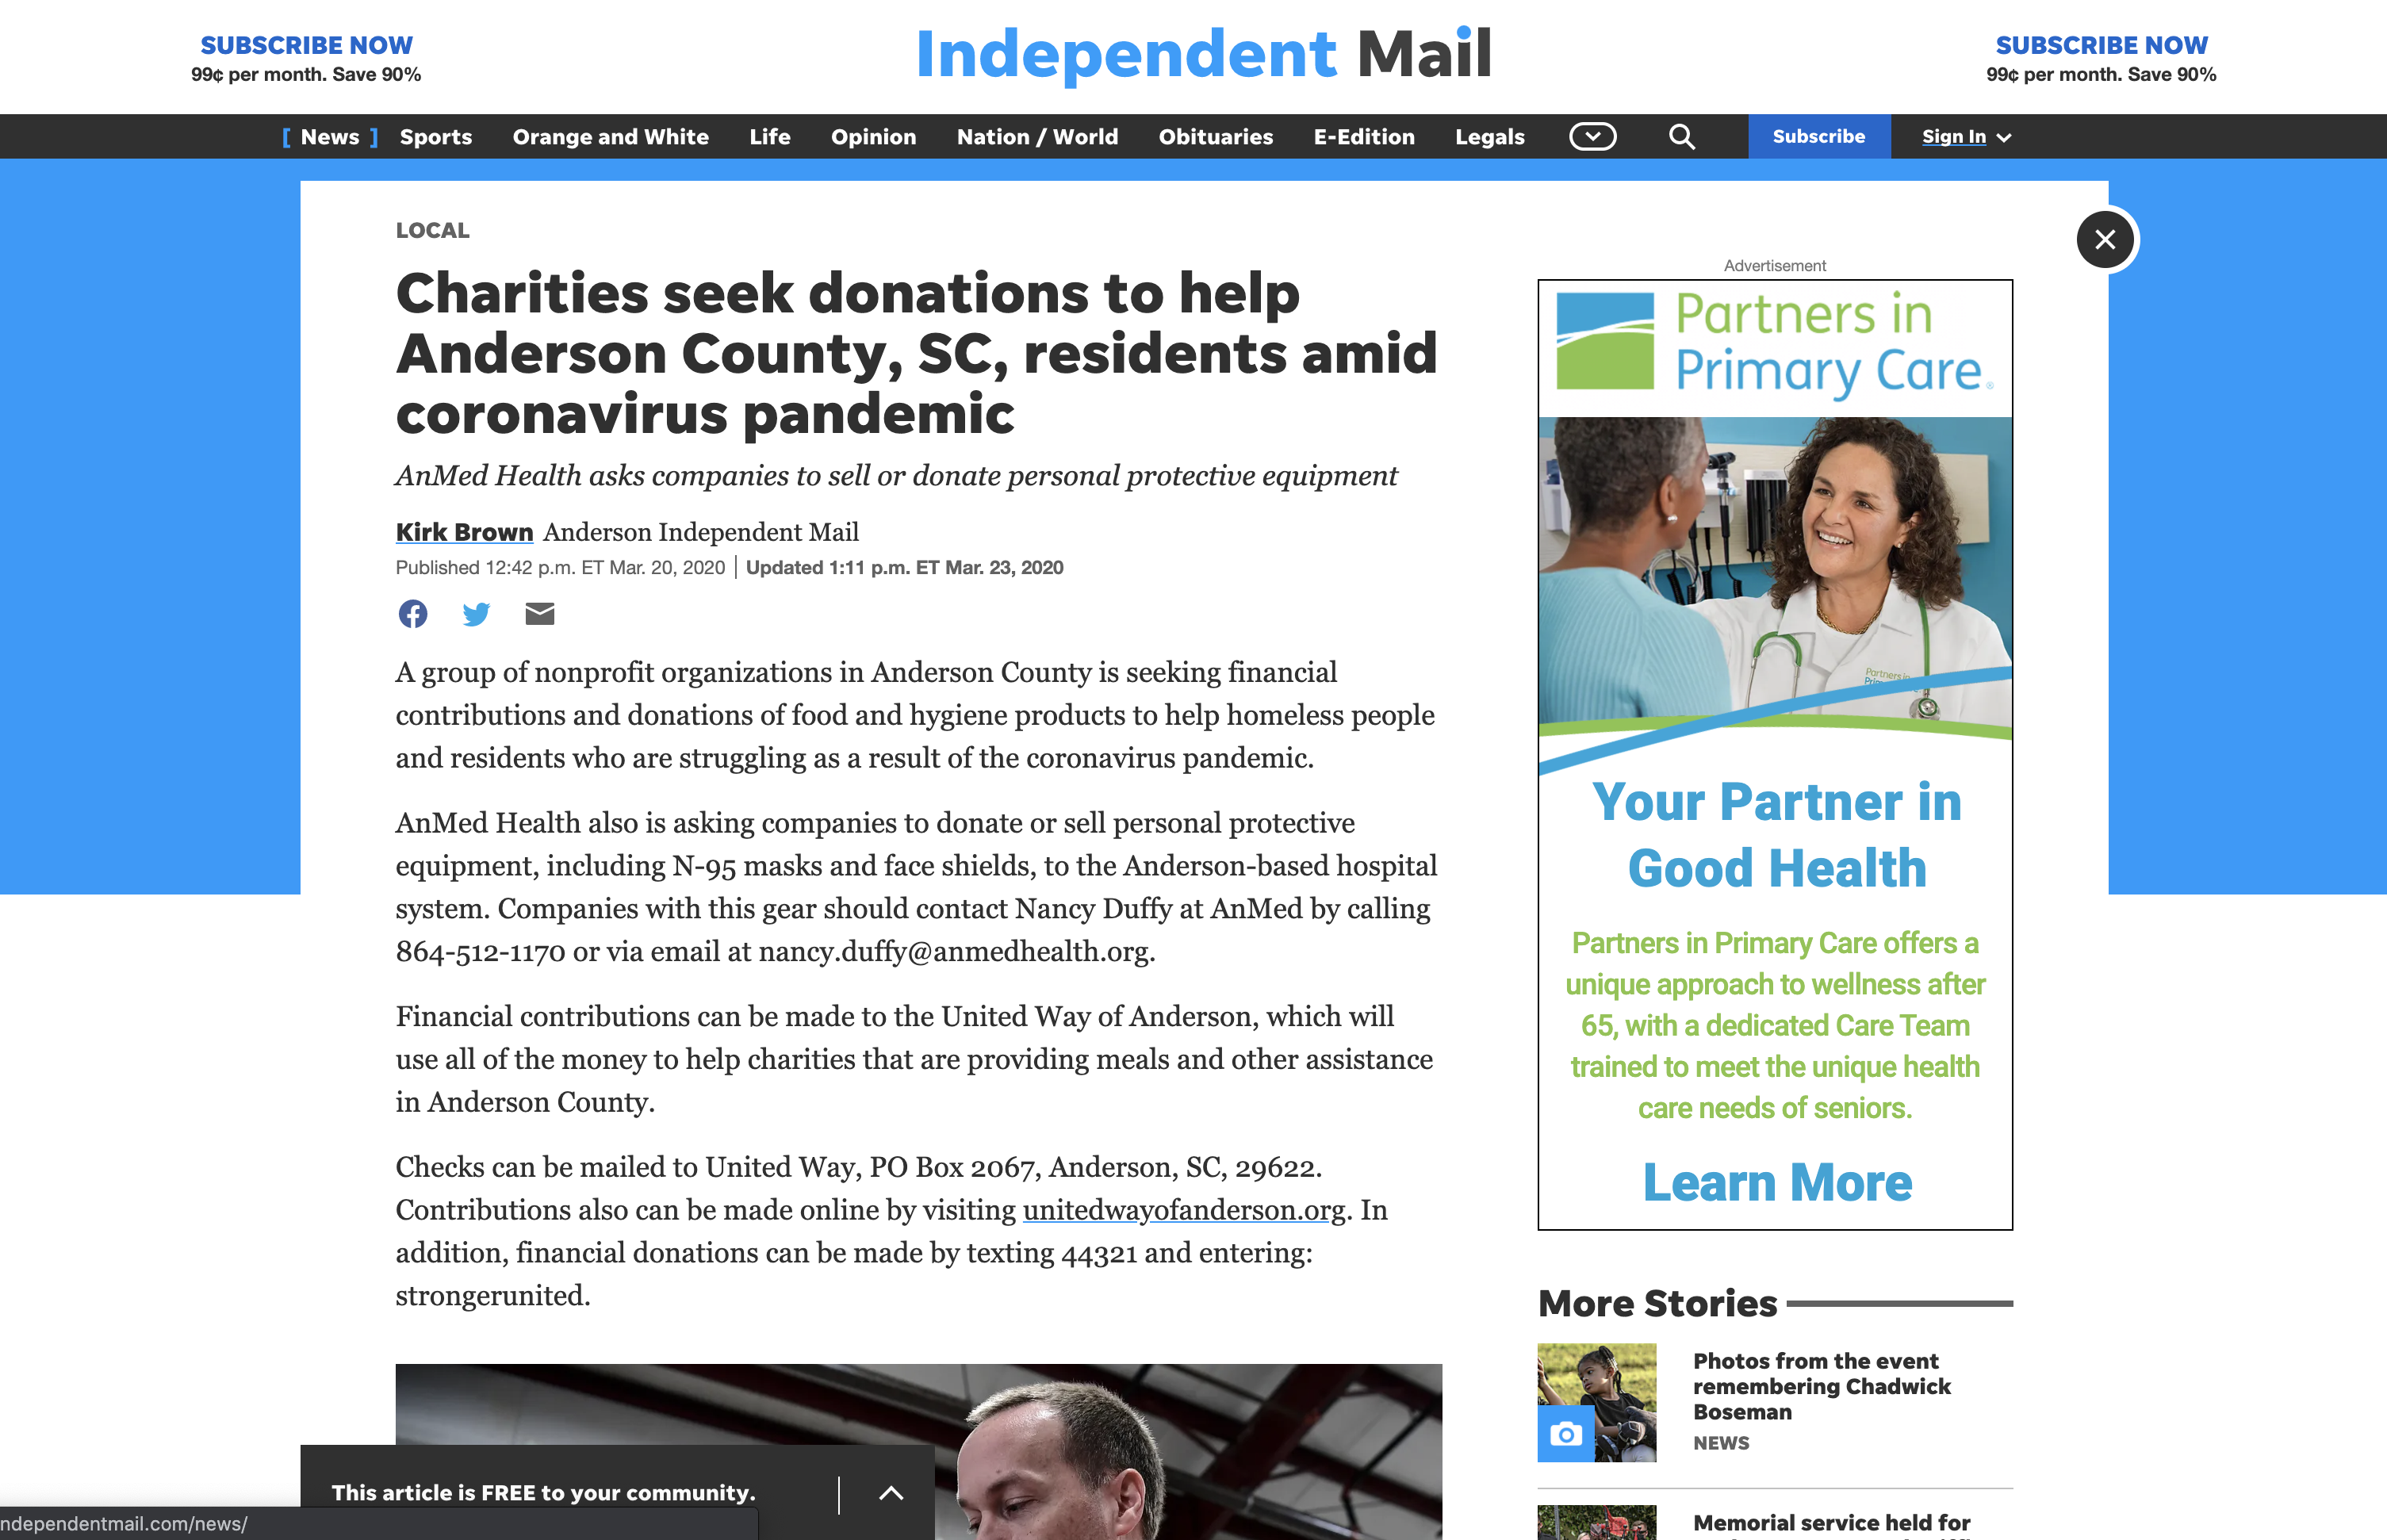 SUBSCRIBE NOW
99¢ per month. Save 90%
Independent Mail
SUBSCRIBE NOW
99¢ per month. Save 90%
[ News ] Sports Orange and White Life Opinion Nation / World Obituaries E-Edition Legals Subscribe Sign In
LOCAL
Charities seek donations to help
Anderson County, SC, residents amid
coronavirus pandemic
AnMed Health asks companies to sell or donate personal protective equipment
Kirk Brown Anderson Independent Mail
Published 12:42 p.m. ET Mar. 20, 2020 | Updated 1:11 p.m. ET Mar. 23, 2020
A group of nonprofit organizations in Anderson County is seeking financial
contributions and donations of food and hygiene products to help homeless people
and residents who are struggling as a result of the coronavirus pandemic.
AnMed Health also is asking companies to donate or sell personal protective
equipment, including N-95 masks and face shields, to the Anderson-based hospital
system. Companies with this gear should contact Nancy Duffy at AnMed by calling
864-512-1170 or via email at nancy.duffy@anmedhealth.org.
Financial contributions can be made to the United Way of Anderson, which will
use all of the money to help charities that are providing meals and other assistance
in Anderson County.
Checks can be mailed to United Way, PO Box 2067, Anderson, SC, 29622.
Contributions also can be made online by visiting unitedwayofanderson.org. In
addition, financial donations can be made by texting 44321 and entering:
strongerunited.
This article is FREE to your community.
ndependentmail.com/news/
Advertisement
Partners in
Primary Care®
Partners in
Your Partner in
Good Health
Partners in Primary Care offers a
unique approach to wellness after
65, with a dedicated Care Team
trained to meet the unique health
care needs of seniors.
Learn More
More Stories
Photos from the event
remembering Chadwick
Boseman
NEWS
Memorial service held for